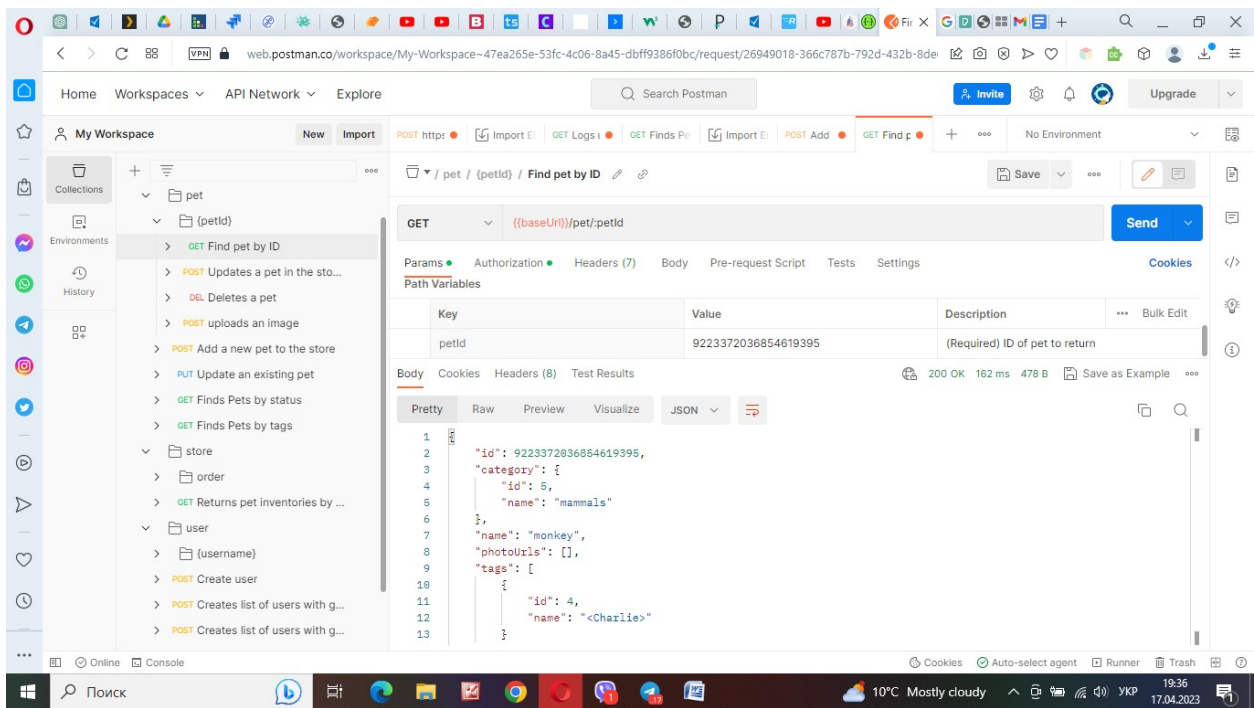 Fir
VPN web.postman.co/workspace/My-Workspace~47ea265e-53fc-4c06-8a45-dbff9386f0bc/request/26949018-366c787b-792d-432b-8de
Home Workspaces API Network Explore Search Postman Invite Upgrade
My Workspace New Import POST https Import E GET Logs GET Finds Pe Import E POST Add GET Find p No Environment
Collections
Environments
History
pet
{petId}
GET Find pet by ID
POST Updates a pet in the sto...
DEL Deletes a pet
POST uploads an image
POST Add a new pet to the store
PUT Update an existing pet
GET Finds Pets by status
GET Finds Pets by tags
store
order
GET Returns pet inventories by ...
user
{username}
POST Create user
POST Creates list of users with g...
POST Creates list of users with g...
/ pet / {petId} / Find pet by ID Save
GET {{baseUrl}}/pet/:petId Send
Params Authorization Headers (7) Body Pre-request Script Tests Settings Cookies
Path Variables
Key Value Description Bulk Edit
petId 9223372036854619395 (Required) ID of pet to return
Body Cookies Headers (8) Test Results 200 OK 162 ms 478 B Save as Example
Pretty Raw Preview Visualize JSON
1 {
2 "id": 9223372036854619395,
3 "category": {
4 "id": 5,
5 "name": "mammals"
6 },
7 "name": "monkey",
8 "photoUrls": [],
9 "tags": [
10 {
11 "id": 4,
12 "name": "<Charlie>"
13 }
Online Console Cookies Auto-select agent Runner Trash
Поиск 10°C Mostly cloudy УКР 19:36
17.04.2023